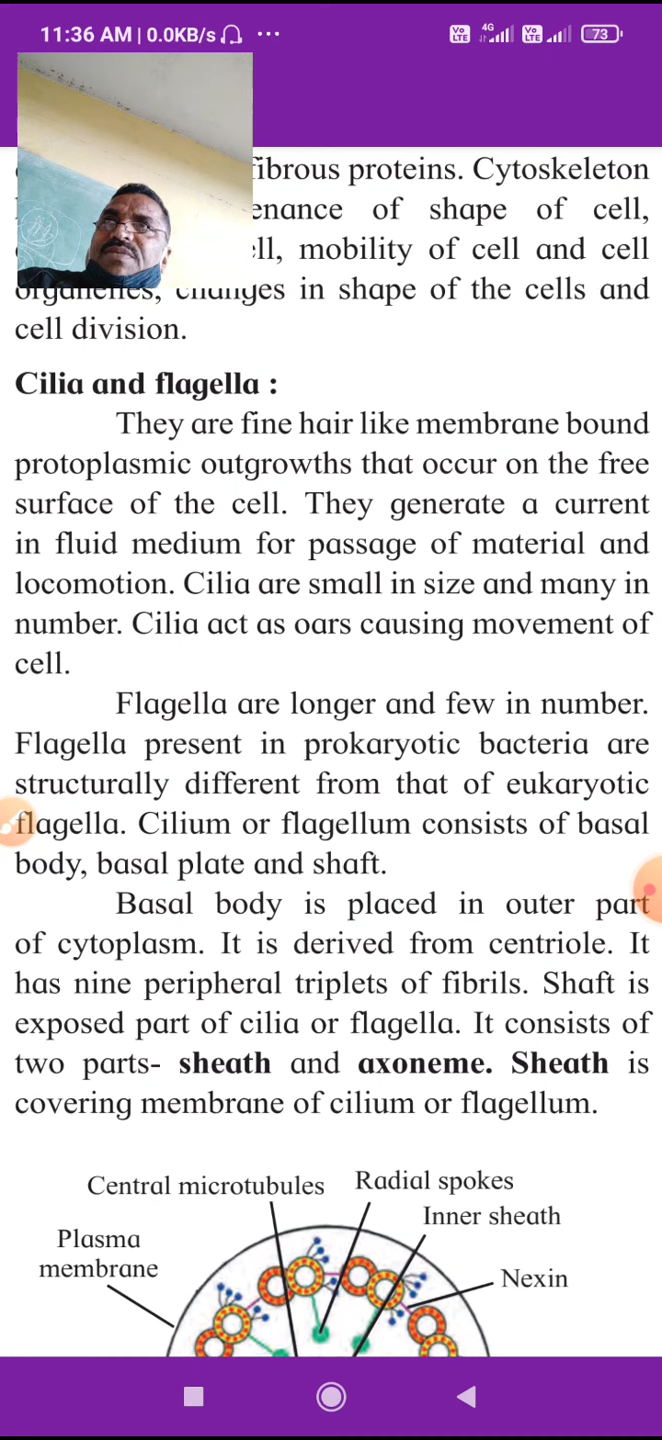 11:36 AM | 0.0KB/s
Vo LTE 4G Vo LTE 73
fibrous proteins. Cytoskeleton
enance of shape of cell,
ell, mobility of cell and cell
organelles, changes in shape of the cells and
cell division.
Cilia and flagella :
They are fine hair like membrane bound
protoplasmic outgrowths that occur on the free
surface of the cell. They generate a current
in fluid medium for passage of material and
locomotion. Cilia are small in size and many in
number. Cilia act as oars causing movement of
cell.
Flagella are longer and few in number.
Flagella present in prokaryotic bacteria are
structurally different from that of eukaryotic
flagella. Cilium or flagellum consists of basal
body, basal plate and shaft.
Basal body is placed in outer part
of cytoplasm. It is derived from centriole. It
has nine peripheral triplets of fibrils. Shaft is
exposed part of cilia or flagella. It consists of
two parts- sheath and axoneme. Sheath is
covering membrane of cilium or flagellum.
Central microtubules
Radial spokes
Inner sheath
Plasma
membrane
Nexin